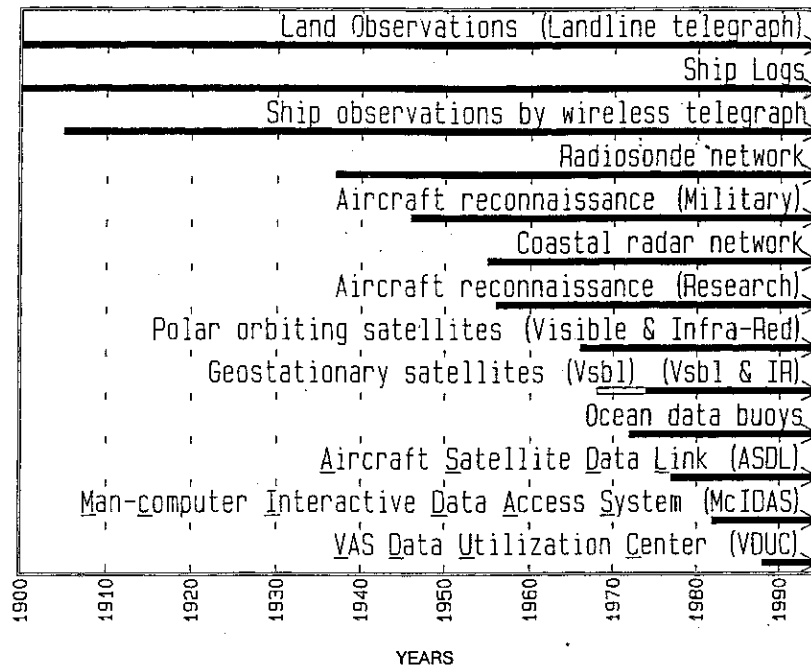 Land Observations (Landline telegraph)
Ship Logs
Ship observations by wireless telegraph
Radiosonde network
Aircraft reconnaissance (Military)
Coastal radar network
Aircraft reconnaissance (Research)
Polar orbiting satellites (Visible & Infra-Red)
Geostationary satellites (Vsbl) (Vsbl & IR)
Ocean data buoys
Aircraft Satellite Data Link (ASDL)
Man-computer Interactive Data Access System (McIDAS)
VAS Data Utilization Center (VDUC)
1900 1910 1920 1930 1940 1950 1960 1970 1980 1990
YEARS